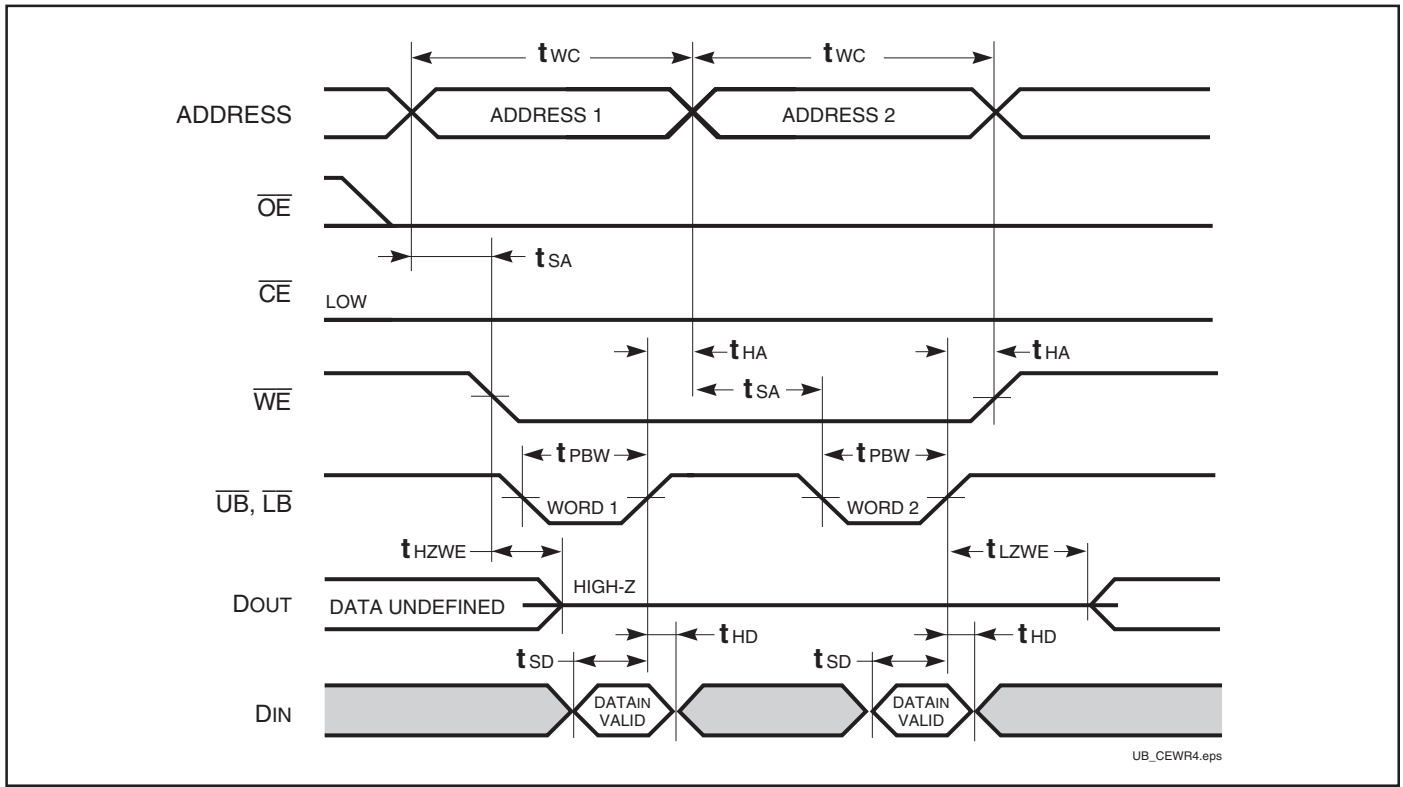 tWC tWC
ADDRESS ADDRESS 1 ADDRESS 2
OE
tSA
CE LOW
tHA tHA
WE tSA
tPBW tPBW
UB, LB WORD 1 WORD 2
tHZWE tLZWE
DOUT DATA UNDEFINED HIGH-Z
tHD tHD
tSD tSD
DIN DATAIN VALID DATAIN VALID
UB_CEWR4.eps